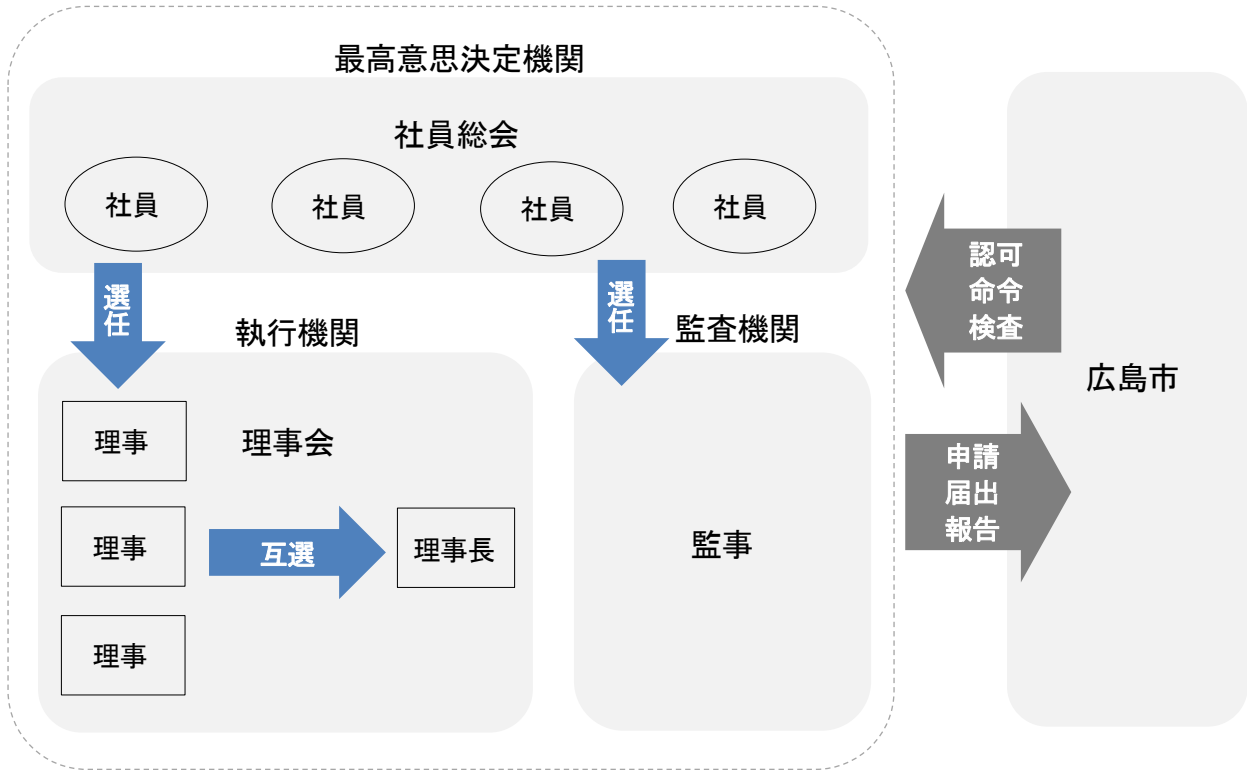 最高意思決定機関
社員総会
社員
社員
社員
社員
選任
選任
執行機関
監査機関
理事
理事会
理事
互選
理事長
理事
監事
認可
命令
検査
申請
届出
報告
広島市